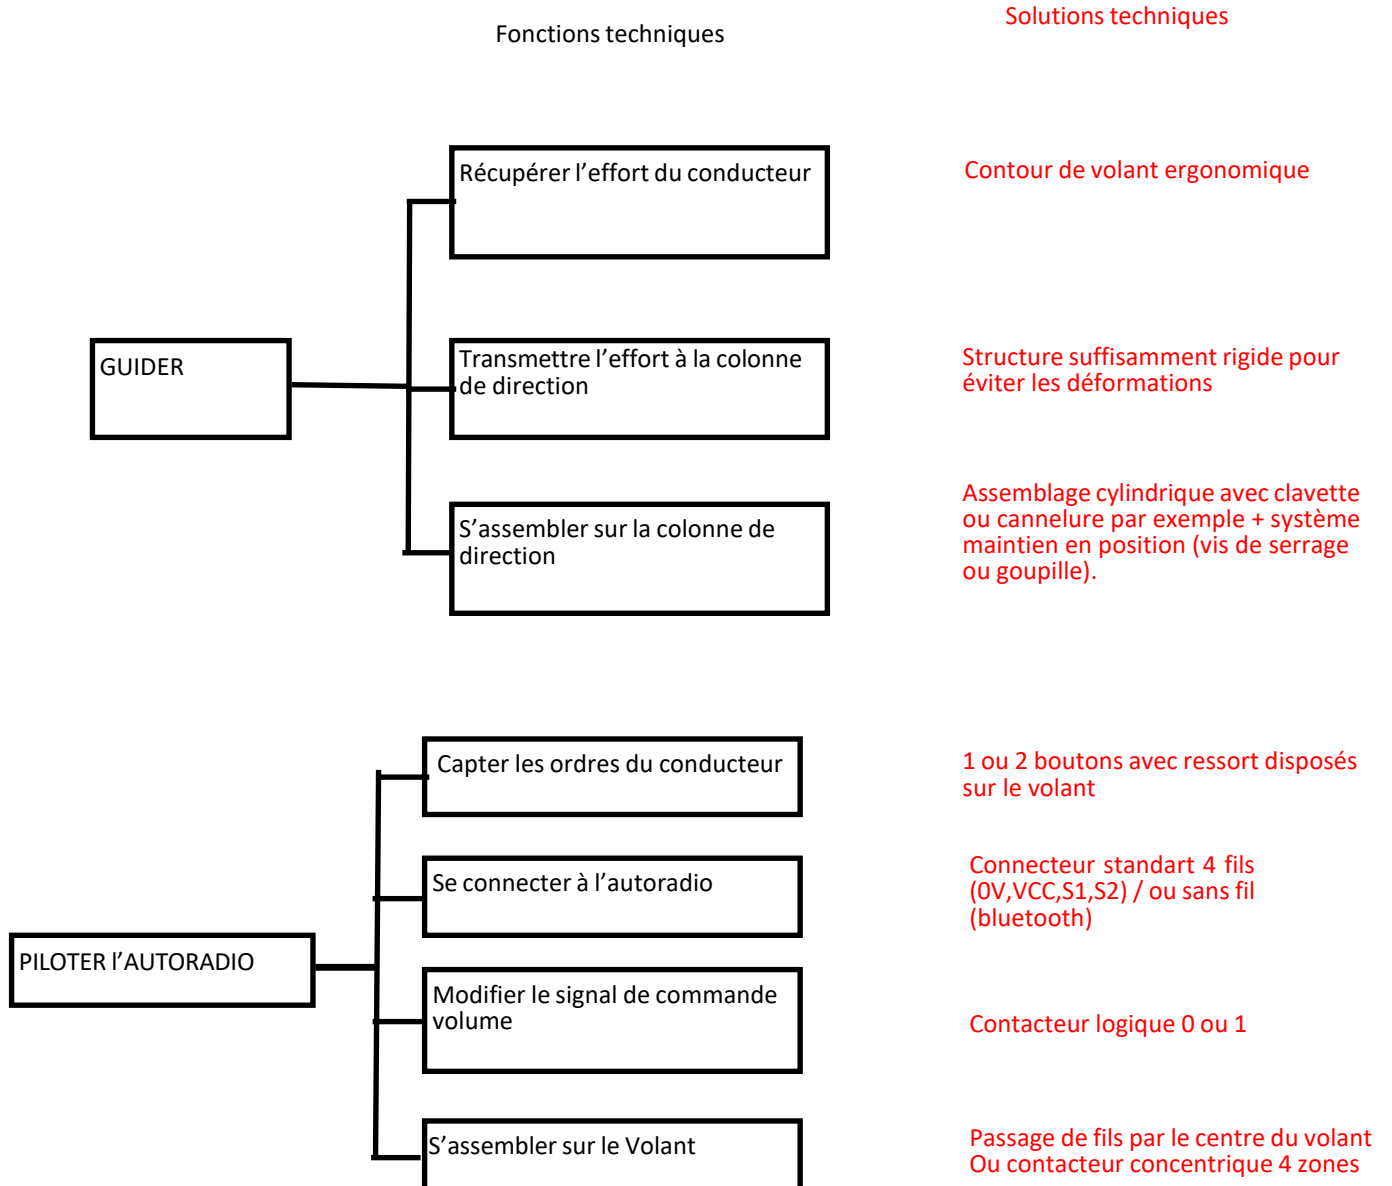 Solutions techniques
Fonctions techniques
Récupérer l’effort du conducteur
Contour de volant ergonomique
GUIDER
Transmettre l’effort à la colonne
de direction
Structure suffisamment rigide pour
éviter les déformations
S’assembler sur la colonne de
direction
Assemblage cylindrique avec clavette
ou cannelure par exemple + système
maintien en position (vis de serrage
ou goupille).
Capter les ordres du conducteur
1 ou 2 boutons avec ressort disposés
sur le volant
Se connecter à l’autoradio
Connecteur standart 4 fils
(0V,VCC,S1,S2) / ou sans fil
(bluetooth)
PILOTER l’AUTORADIO
Modifier le signal de commande
volume
Contacteur logique 0 ou 1
S’assembler sur le Volant
Passage de fils par le centre du volant
Ou contacteur concentrique 4 zones